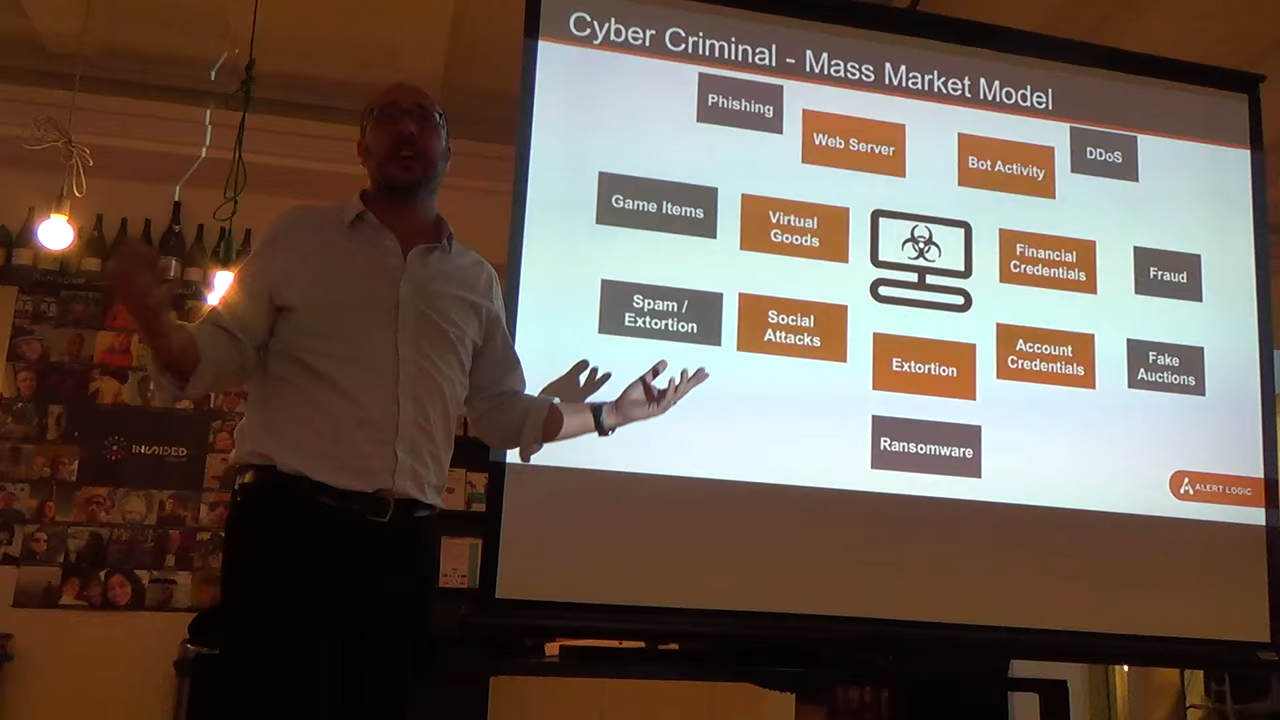 Cyber Criminal - Mass Market Model
Phishing
Web Server
Bot Activity
DDoS
Game Items
Virtual
Goods
Financial
Credentials
Fraud
Spam /
Extortion
Social
Attacks
Extortion
Account
Credentials
Fake
Auctions
Ransomware
ALERT LOGIC
INSIDED